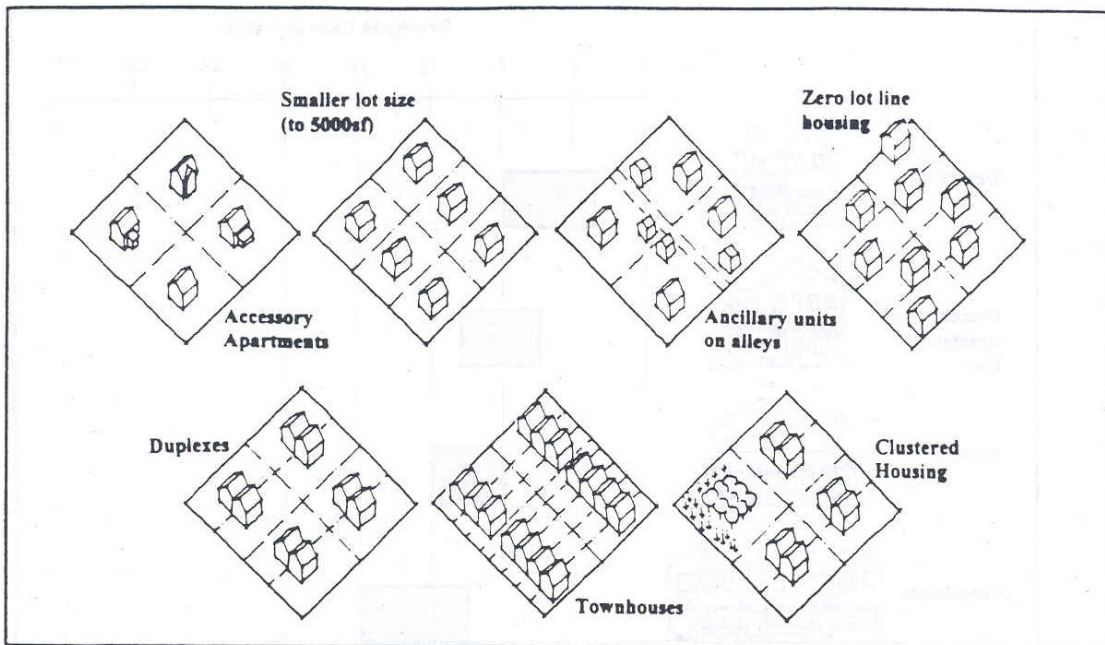 Smaller lot size
(to 5000sf)
Zero lot line
housing
Accessory
Apartments
Ancillary units
on alleys
Duplexes
Clustered
Housing
Townhouses